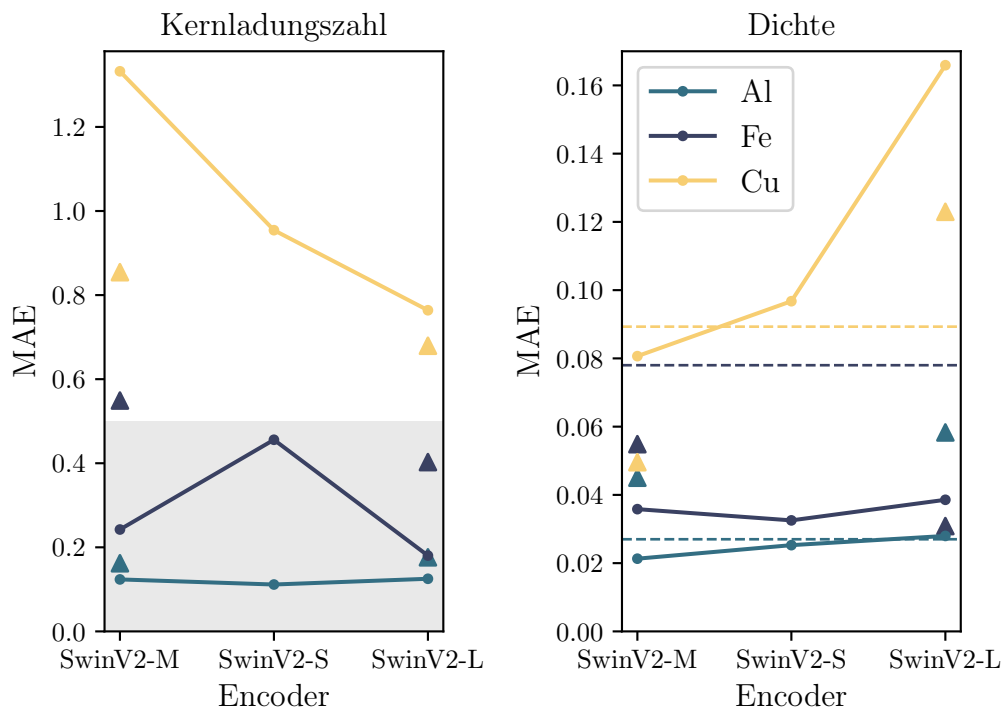 Kernladungszahl
MAE
1.2
1.0
0.8
0.6
0.4
0.2
0.0
SwinV2-M SwinV2-S SwinV2-L
Encoder
Dichte
MAE
0.16
0.14
0.12
0.10
0.08
0.06
0.04
0.02
0.00
Al
Fe
Cu
SwinV2-M SwinV2-S SwinV2-L
Encoder